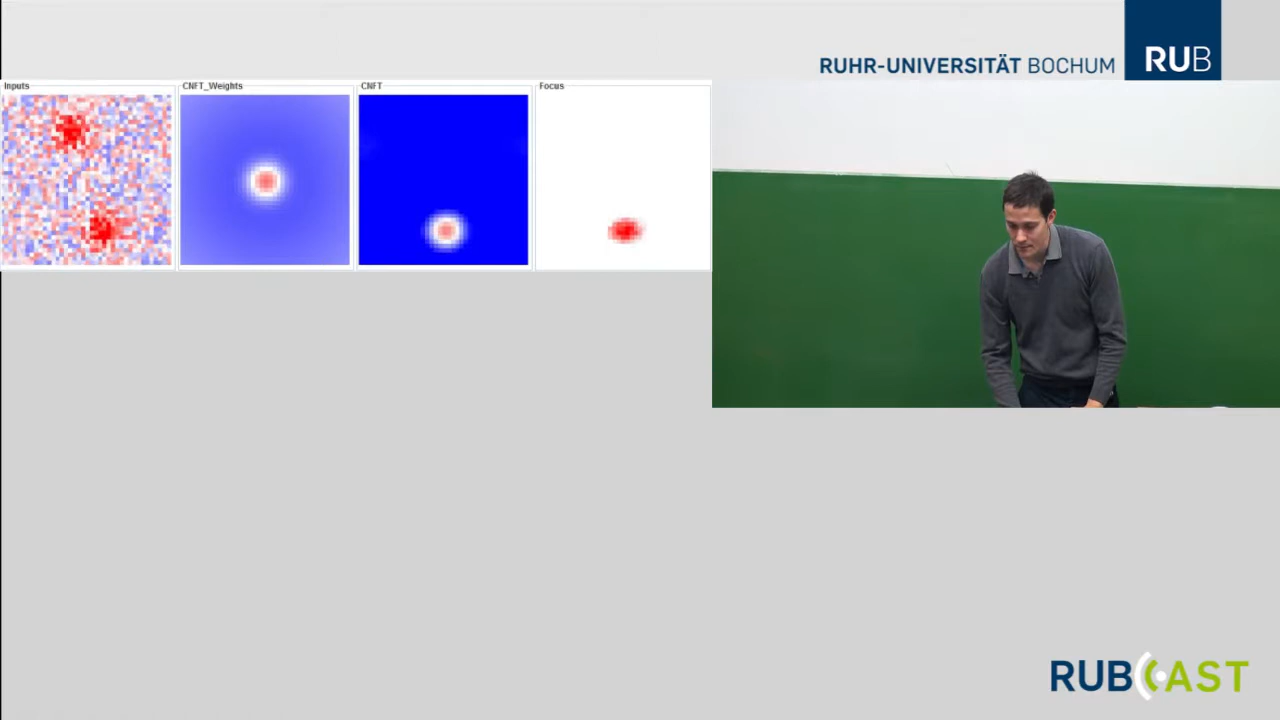 RUHR-UNIVERSITÄT BOCHUM
RUB
Inputs
CNFT_Weights
CNFT
Focus
RUBCAST